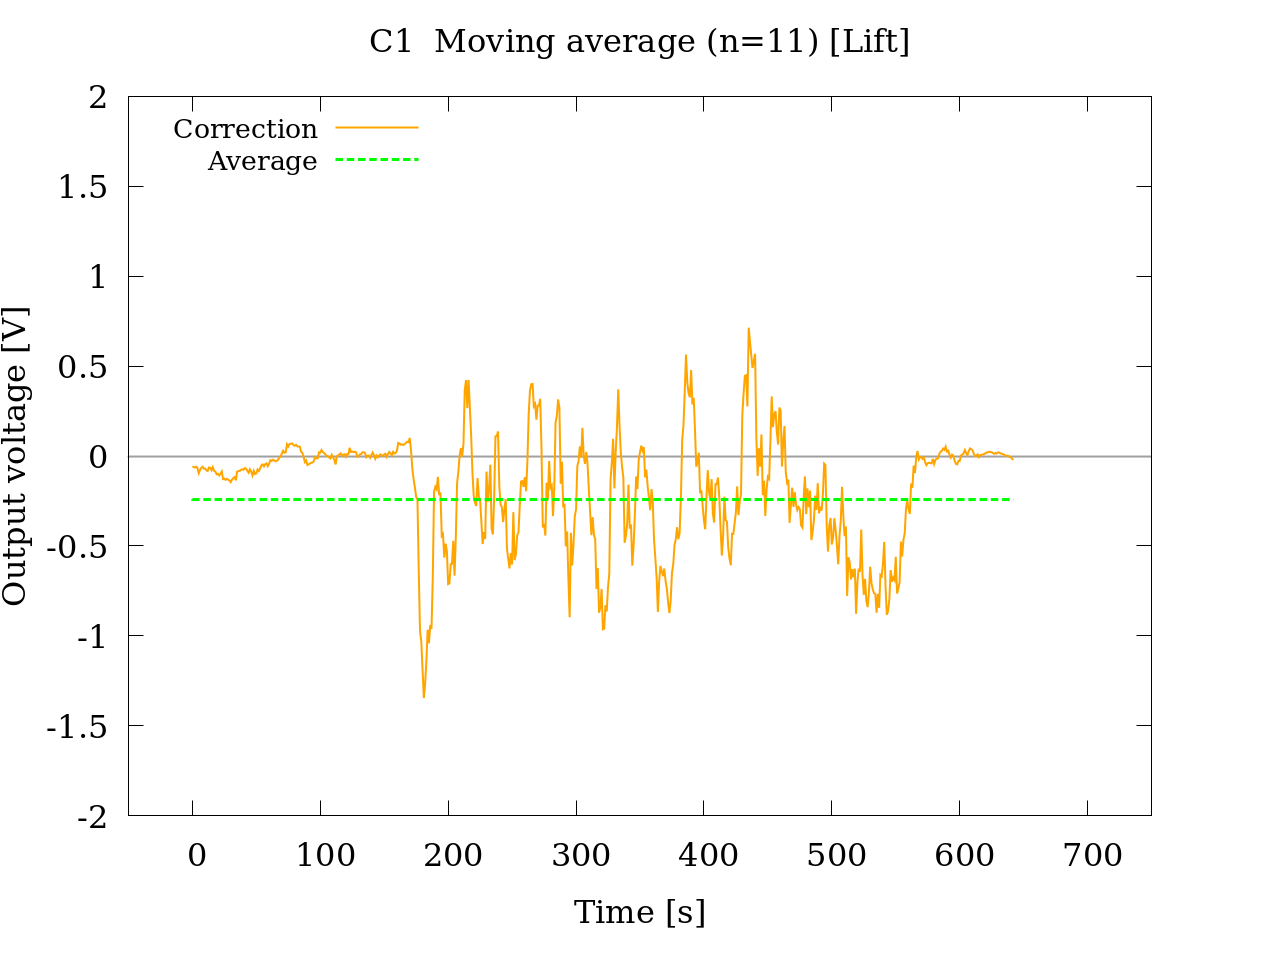 C1  Moving average (n=11) [Lift]
Correction
Average
Output voltage [V]
2
1.5
1
0.5
0
-0.5
-1
-1.5
-2
0 100 200 300 400 500 600 700
Time [s]